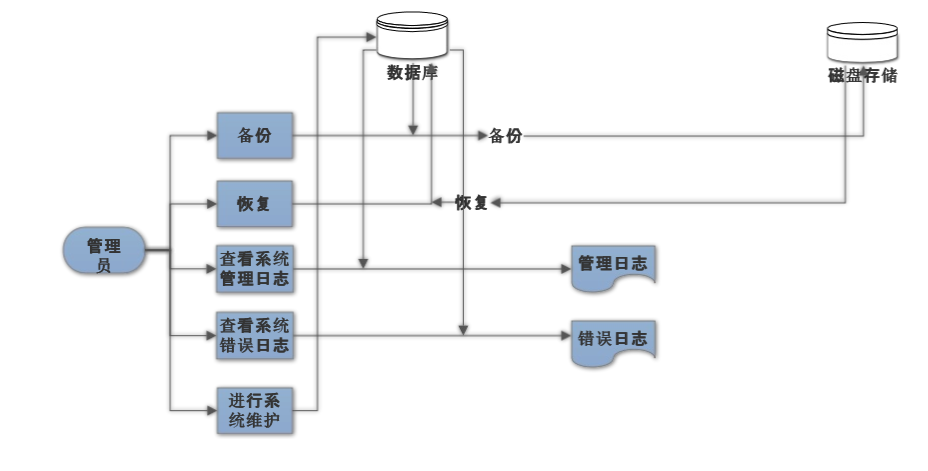 数据库
磁盘存储
备份
备份
恢复
恢复
管理
员
查看系统
管理日志
管理日志
查看系统
错误日志
错误日志
进行系
统维护